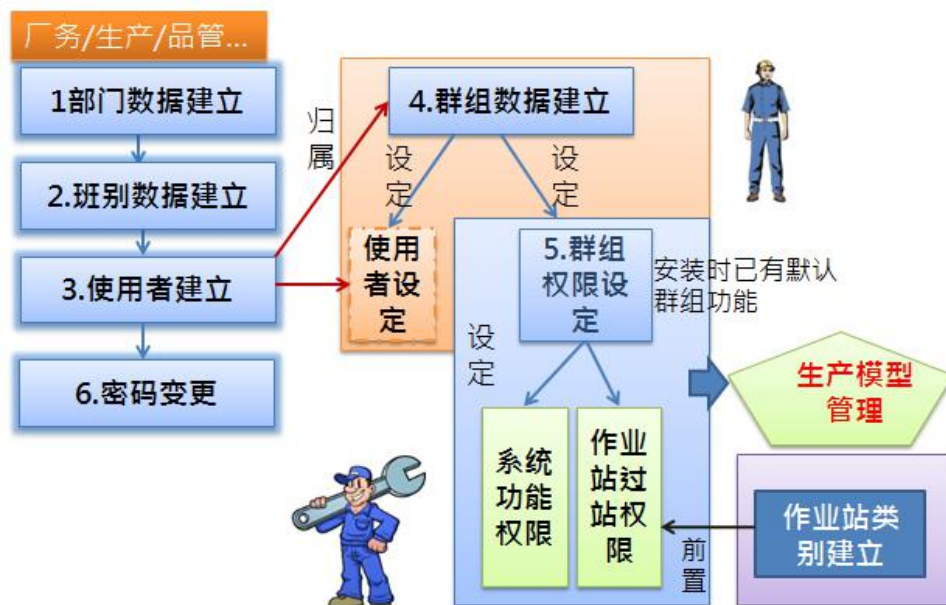 厂务/生产/品管...
1部门数据建立
2.班别数据建立
3.使用者建立
6.密码变更
归
属
4.群组数据建立
设
定
设
定
使用
者设
定
5.群组
权限设
定
安装时已有默认
群组功能
设
定
系统
功能
权限
作业
站过
站权
限
生产模型
管理
作业站类
别建立
前
置